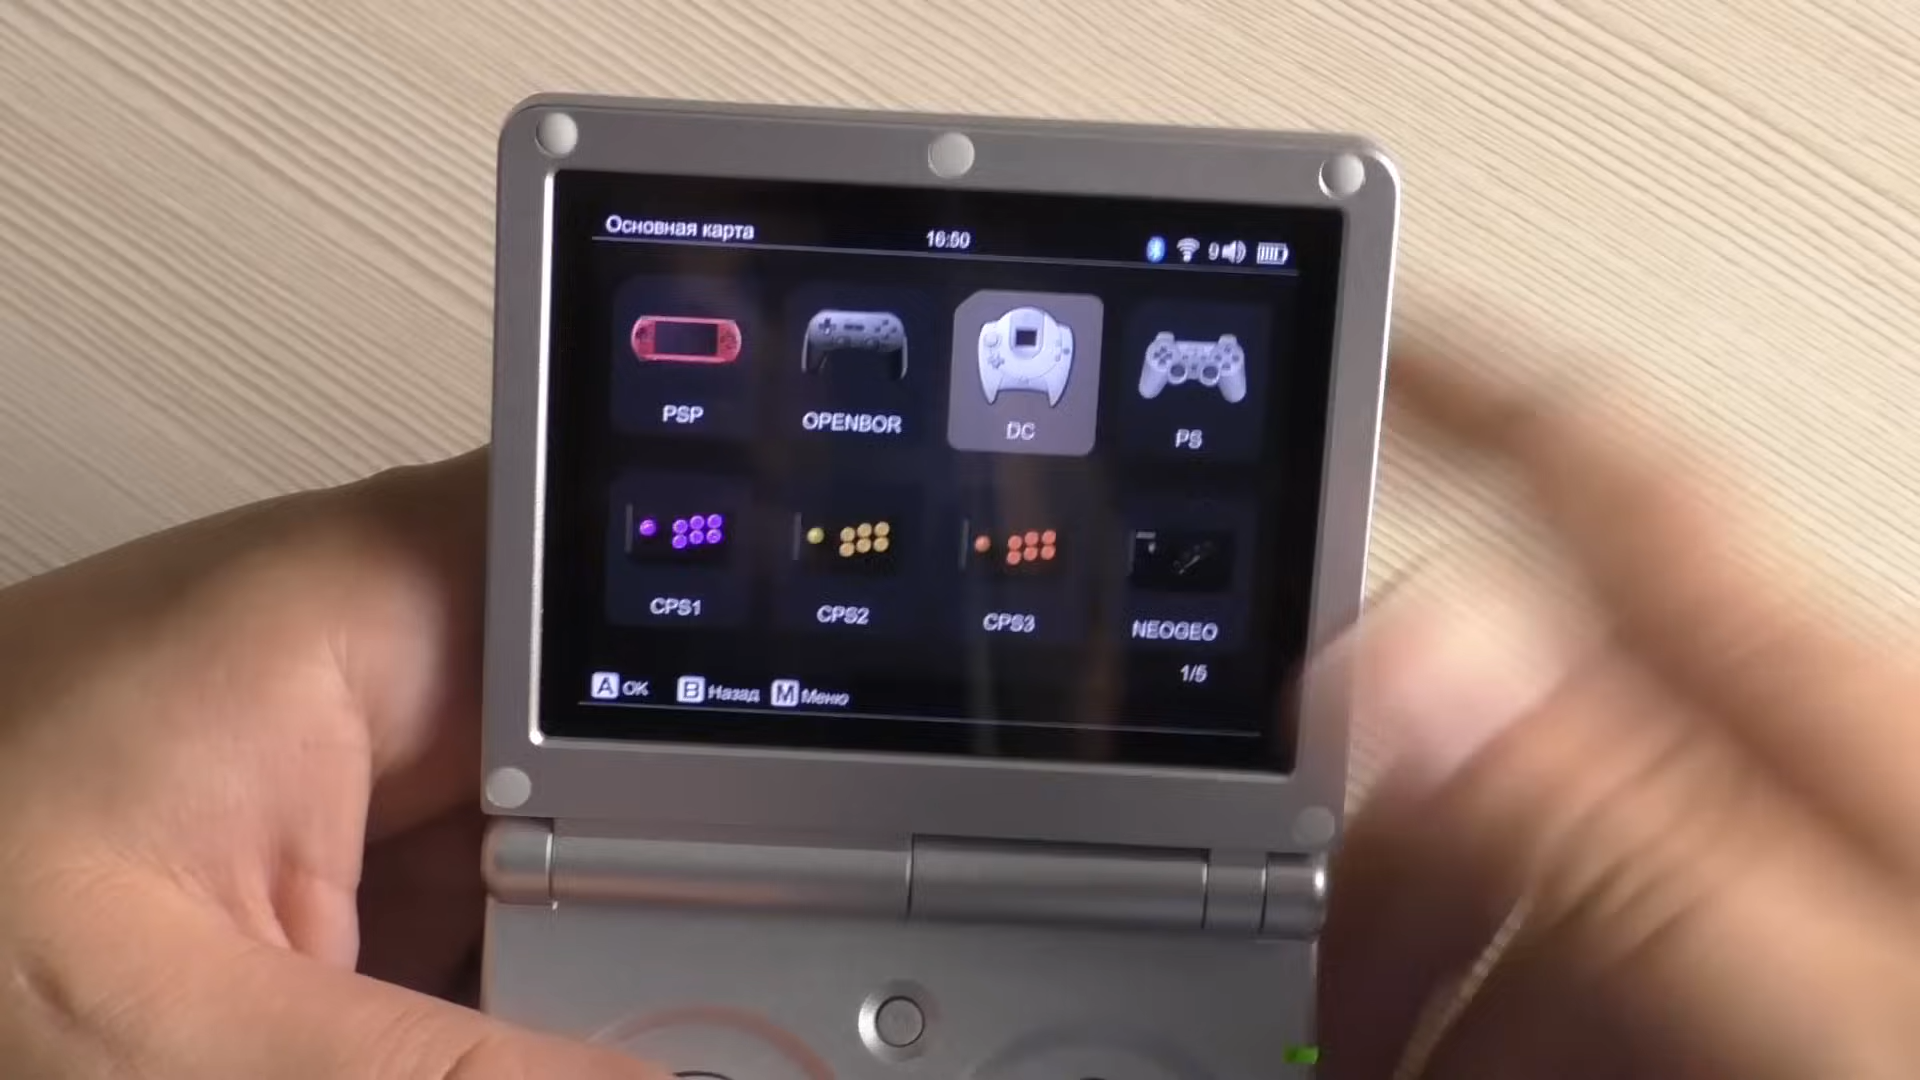 Основная карта
16:50
9
PSP
OPENBOR
DC
PS
CPS1
CPS2
CPS3
NEOGEO
1/5
A OK B Назад M Меню